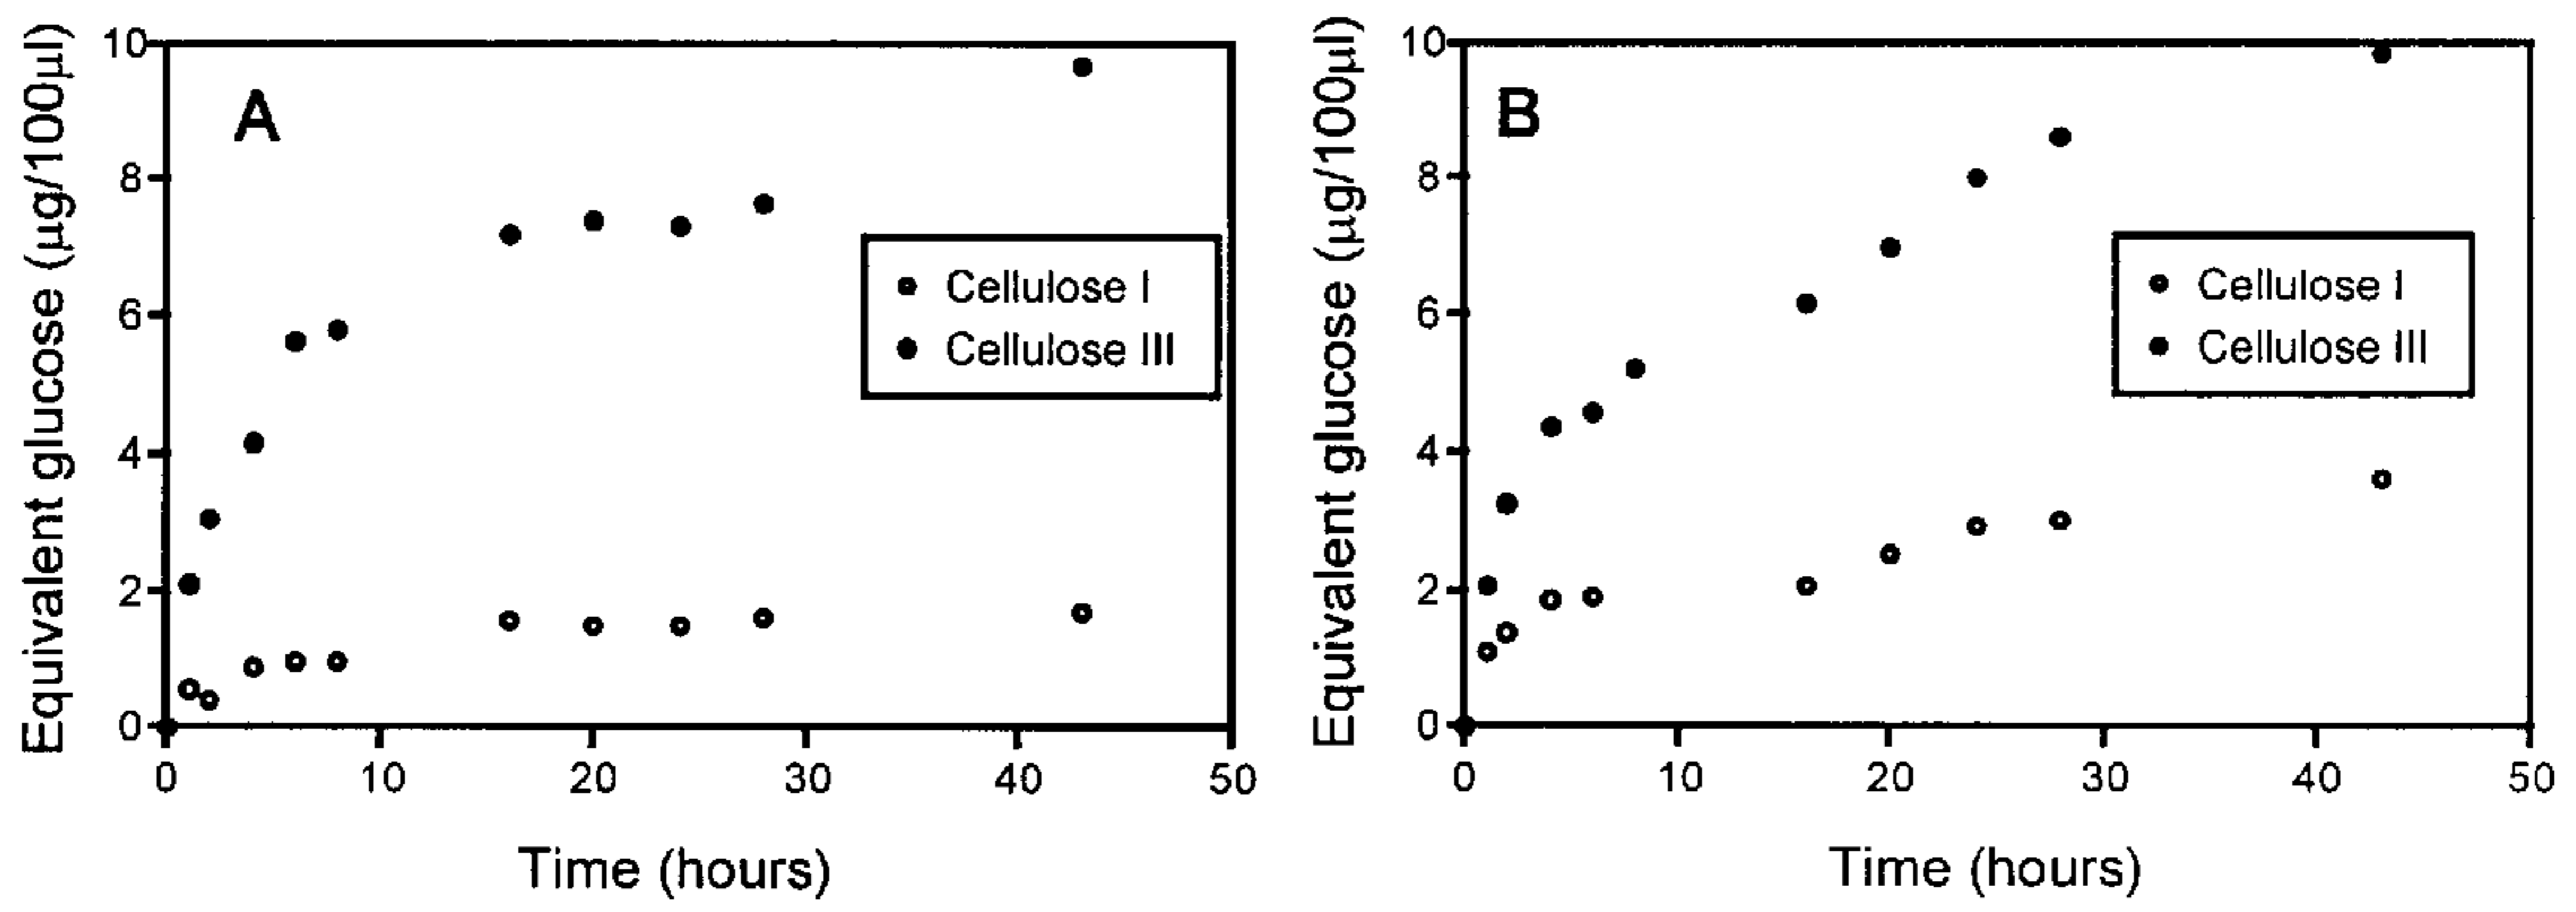 Equivalent glucose (µg/100µl)
10
8
6
4
2
0
A
Cellulose I
Cellulose III
0 10 20 30 40 50
Time (hours)
Equivalent glucose (µg/100µl)
10
8
6
4
2
0
B
Cellulose I
Cellulose III
0 10 20 30 40 50
Time (hours)